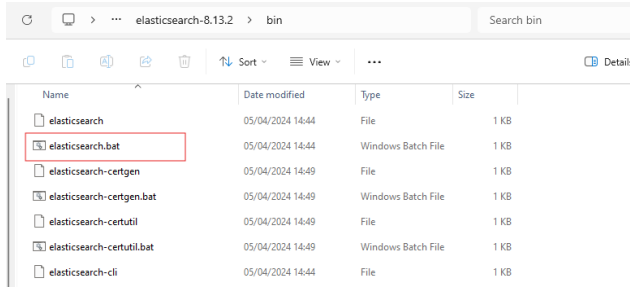 ··· elasticsearch-8.13.2 > bin Search bin
Sort View ··· Details
Name Date modified Type Size
elasticsearch 05/04/2024 14:44 File 1 KB
elasticsearch.bat 05/04/2024 14:44 Windows Batch File 1 KB
elasticsearch-certgen 05/04/2024 14:49 File 1 KB
elasticsearch-certgen.bat 05/04/2024 14:49 Windows Batch File 1 KB
elasticsearch-certutil 05/04/2024 14:49 File 1 KB
elasticsearch-certutil.bat 05/04/2024 14:49 Windows Batch File 1 KB
elasticsearch-cli 05/04/2024 14:44 File 1 KB